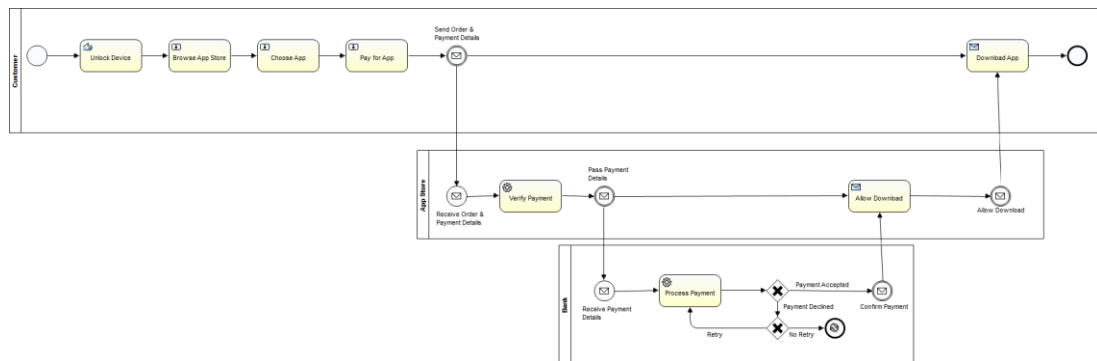 Customer
Unlock Device
Browse App Store
Choose App
Pay for App
Send Order &
Payment Details
Download App
App Store
Receive Order &
Payment Details
Verify Payment
Pass Payment
Details
Allow Download
Allow Download
Bank
Receive Payment
Details
Process Payment
Payment Accepted
Payment Declined
Confirm Payment
Retry
No Retry